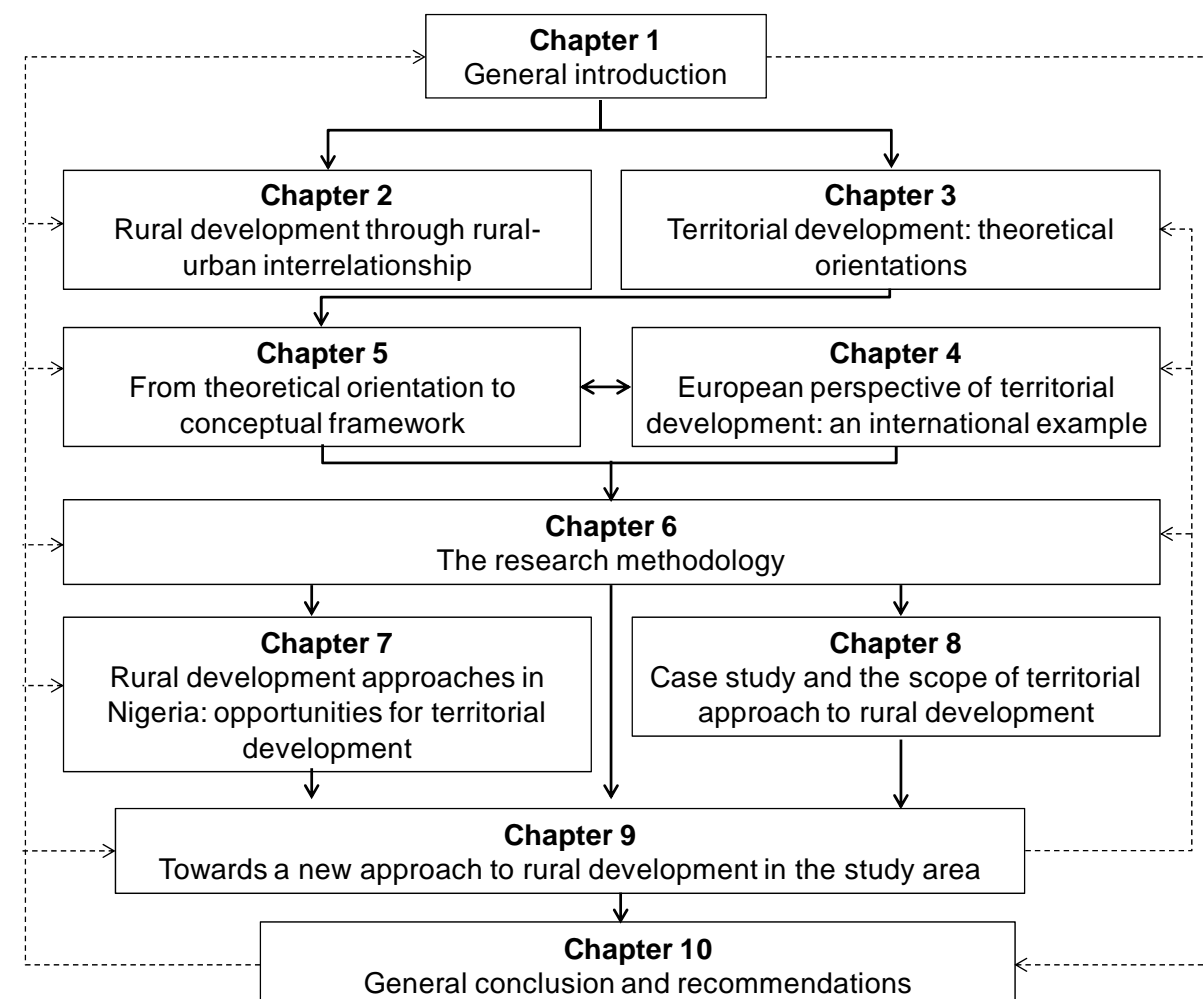 Chapter 1
General introduction
Chapter 2
Rural development through rural-
urban interrelationship
Chapter 3
Territorial development: theoretical
orientations
Chapter 5
From theoretical orientation to
conceptual framework
Chapter 4
European perspective of territorial
development: an international example
Chapter 6
The research methodology
Chapter 7
Rural development approaches in
Nigeria: opportunities for territorial
development
Chapter 8
Case study and the scope of territorial
approach to rural development
Chapter 9
Towards a new approach to rural development in the study area
Chapter 10
General conclusion and recommendations